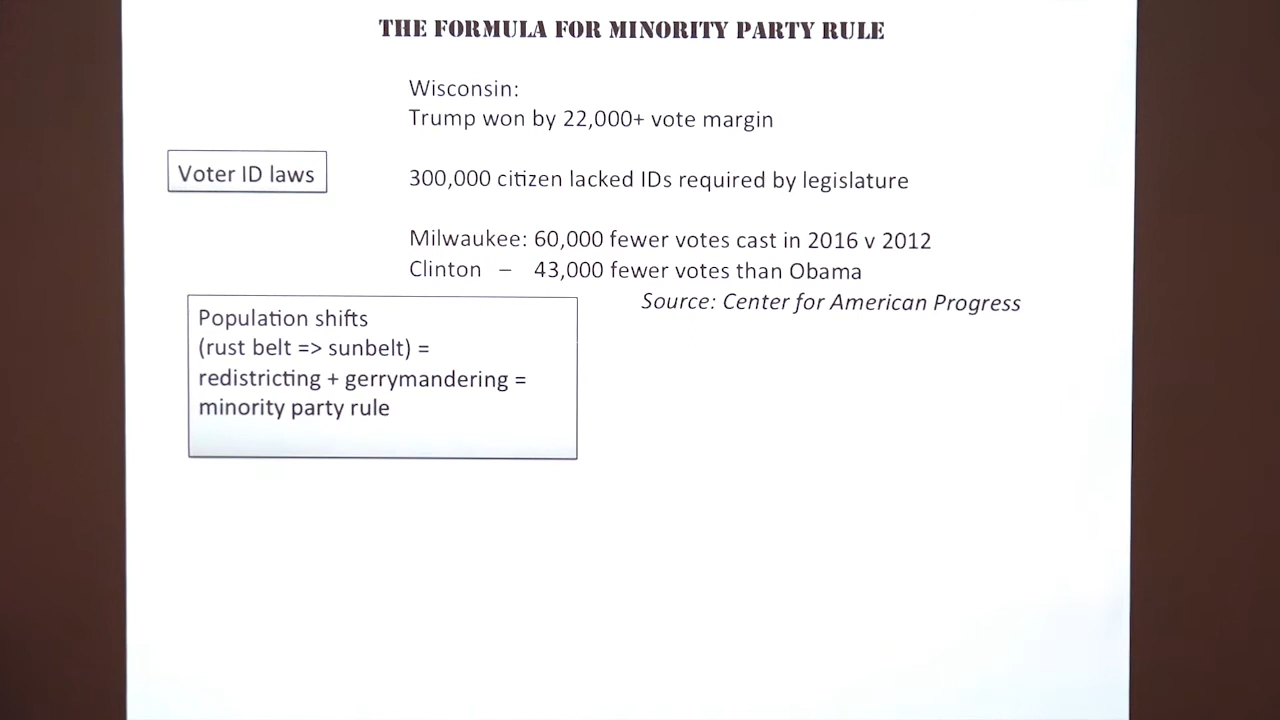 THE FORMULA FOR MINORITY PARTY RULE
Wisconsin:
Trump won by 22,000+ vote margin
Voter ID laws
300,000 citizen lacked IDs required by legislature
Milwaukee: 60,000 fewer votes cast in 2016 v 2012
Clinton – 43,000 fewer votes than Obama
Source: Center for American Progress
Population shifts
(rust belt => sunbelt) =
redistricting + gerrymandering =
minority party rule